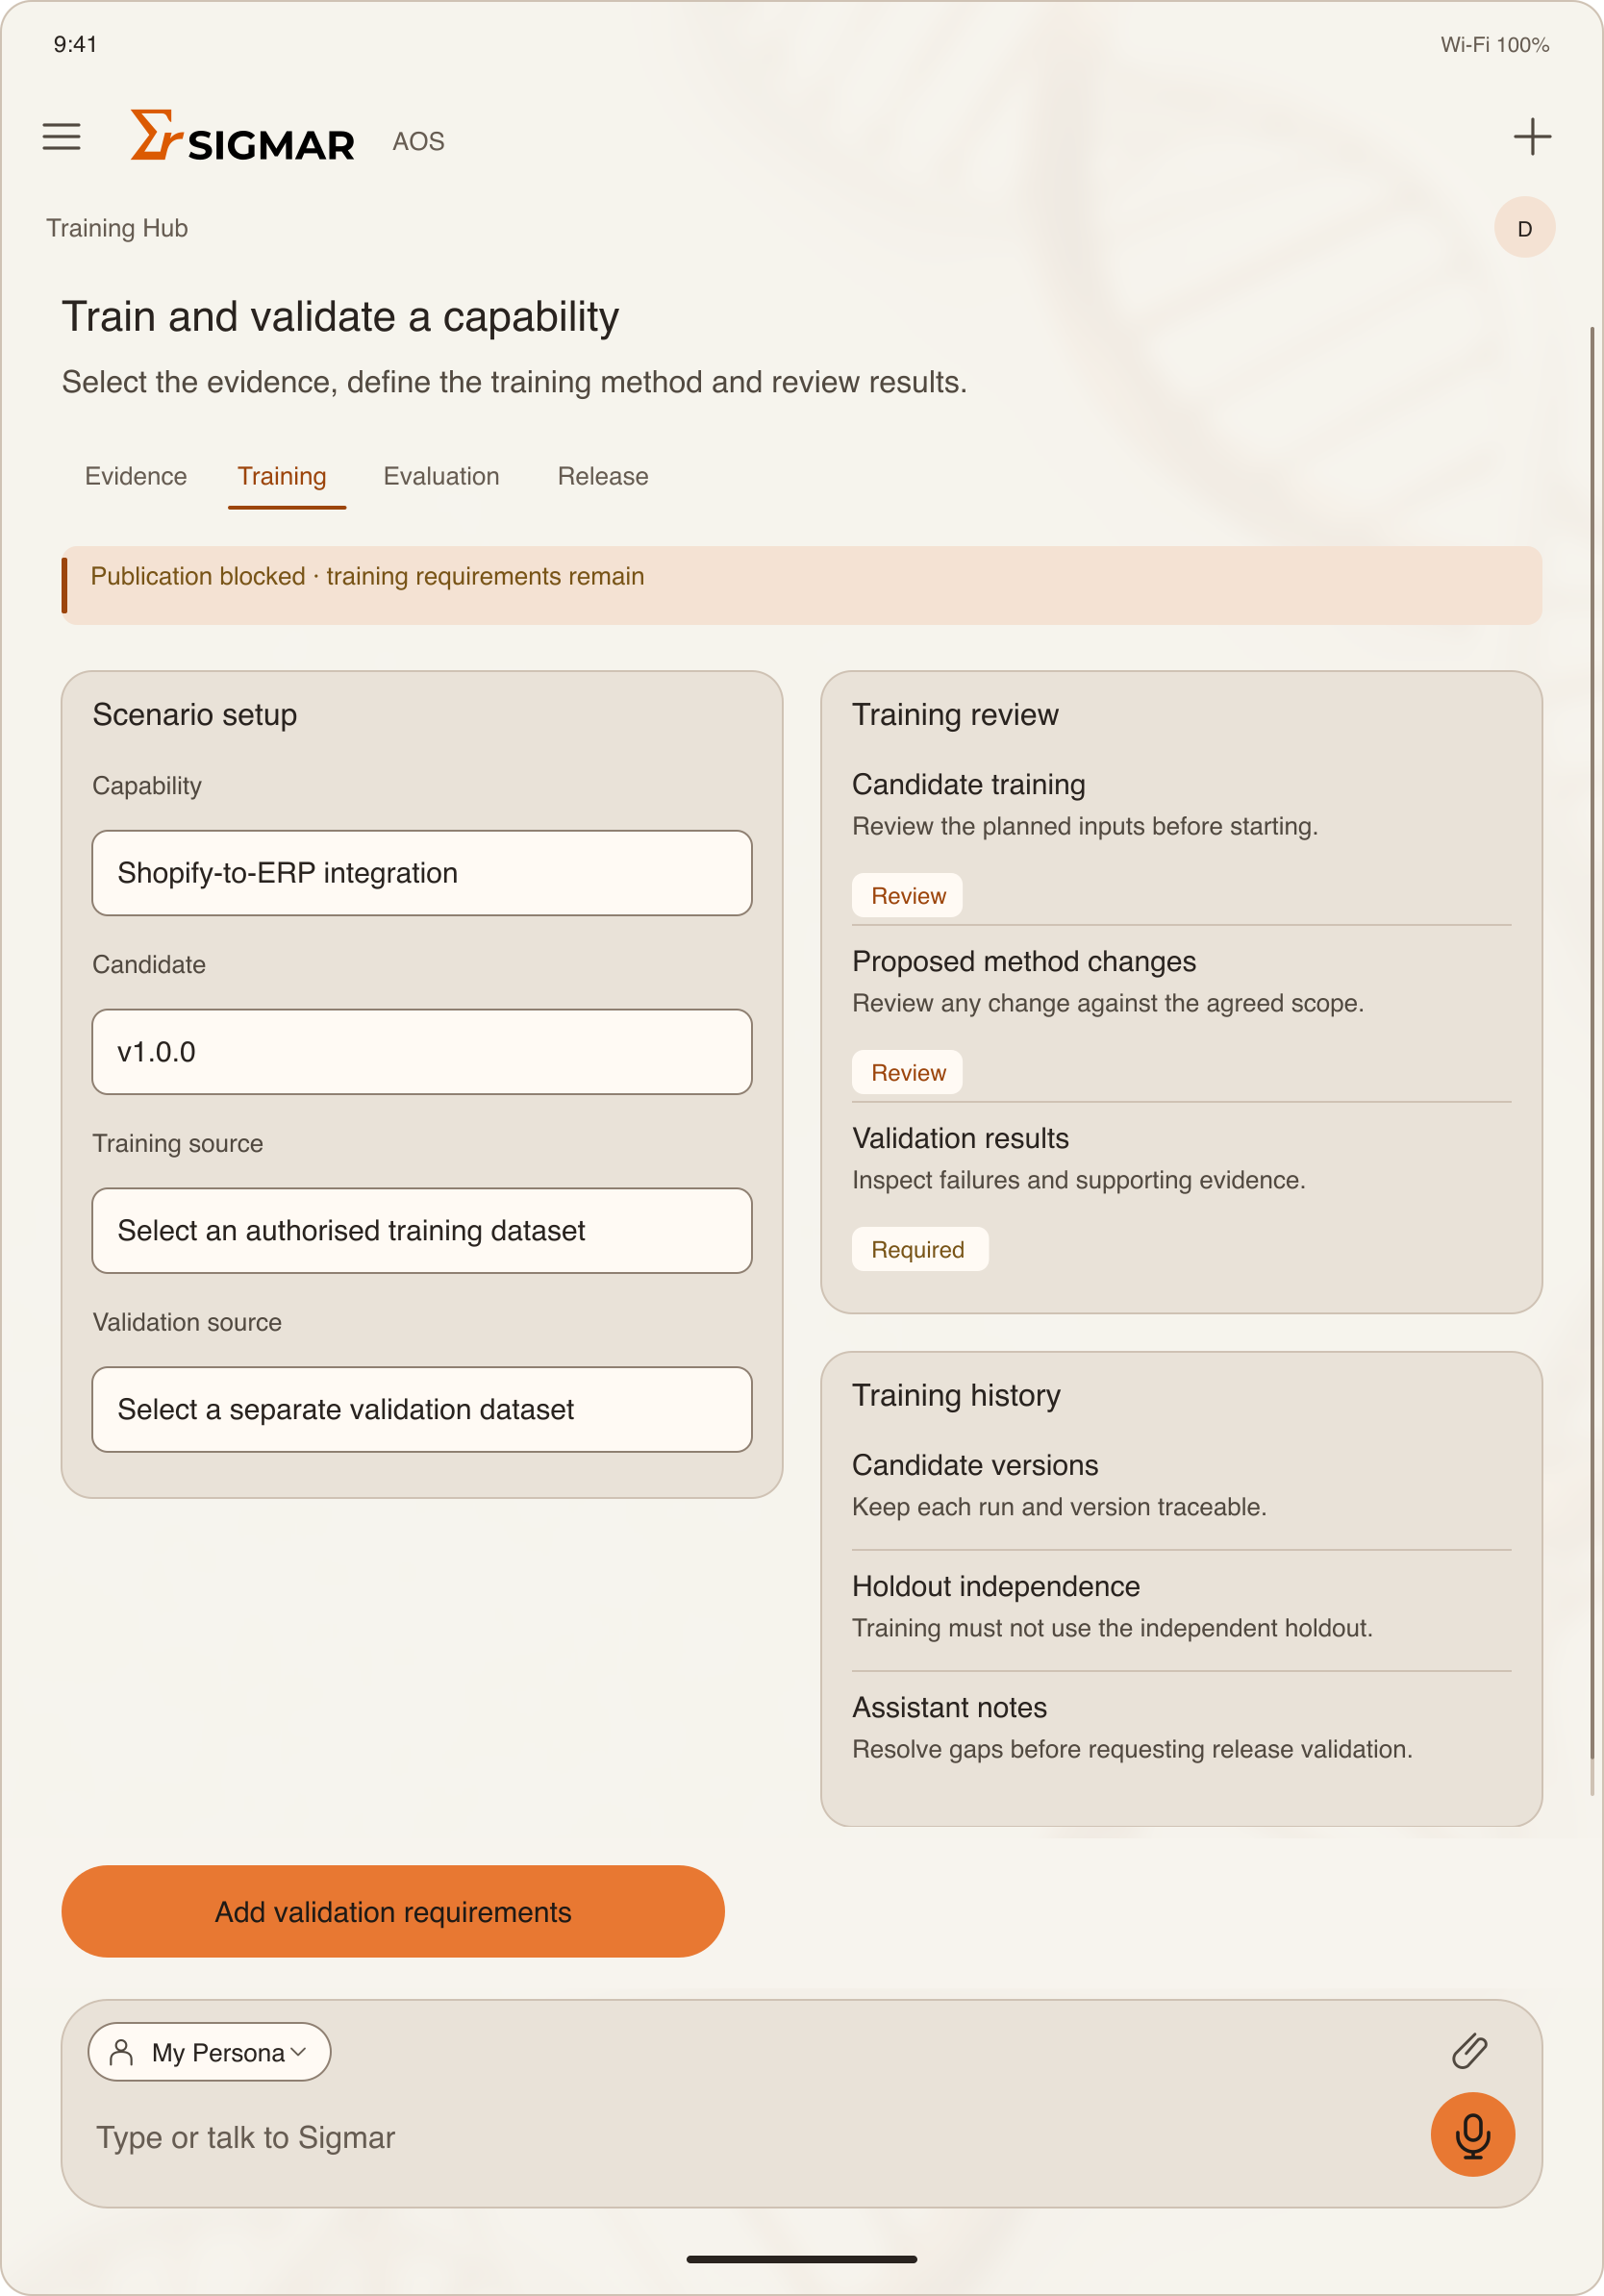 9:41
Wi-Fi 100%
Σr SIGMAR AOS
Training Hub
D
Train and validate a capability
Select the evidence, define the training method and review results.
Evidence Training Evaluation Release
Publication blocked · training requirements remain
Scenario setup
Capability
Shopify-to-ERP integration
Candidate
v1.0.0
Training source
Select an authorised training dataset
Validation source
Select a separate validation dataset
Training review
Candidate training
Review the planned inputs before starting.
Review
Proposed method changes
Review any change against the agreed scope.
Review
Validation results
Inspect failures and supporting evidence.
Required
Training history
Candidate versions
Keep each run and version traceable.
Holdout independence
Training must not use the independent holdout.
Assistant notes
Resolve gaps before requesting release validation.
Add validation requirements
My Persona
Type or talk to Sigmar